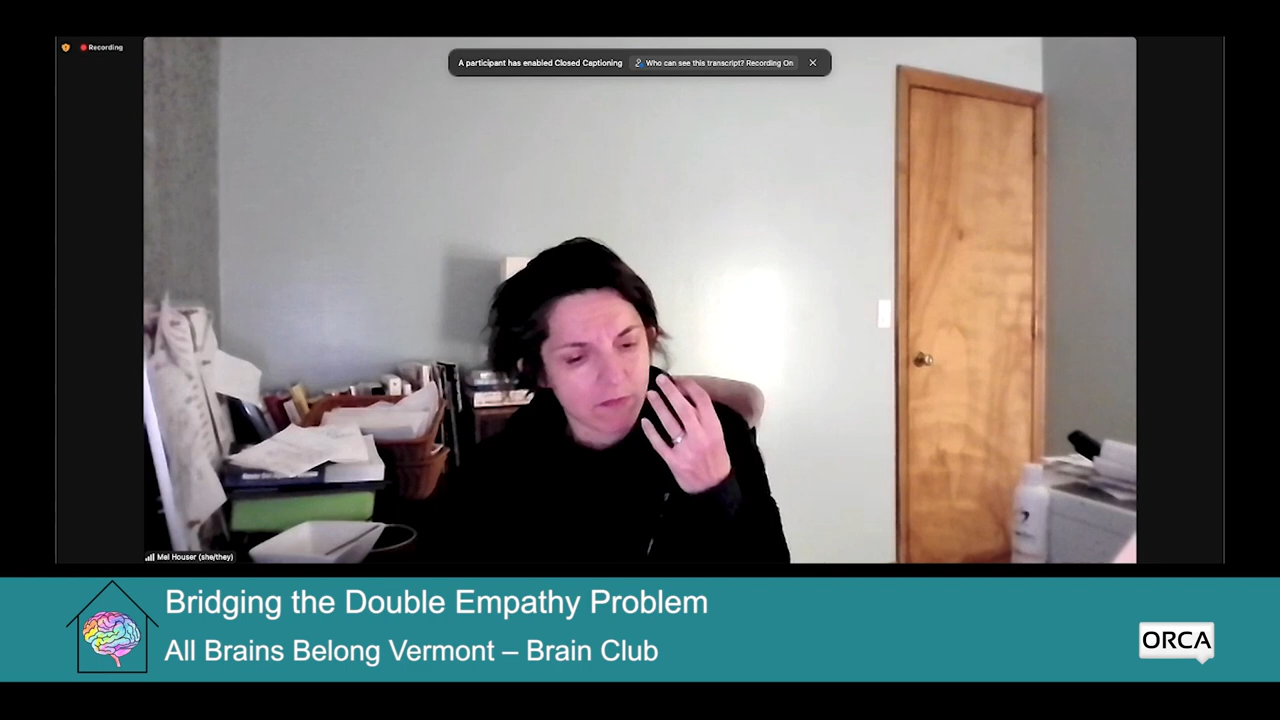 Recording
A participant has enabled Closed Captioning
Who can see this transcript? Recording On
Mel Houser (she/they)
Bridging the Double Empathy Problem
All Brains Belong Vermont – Brain Club
ORCA